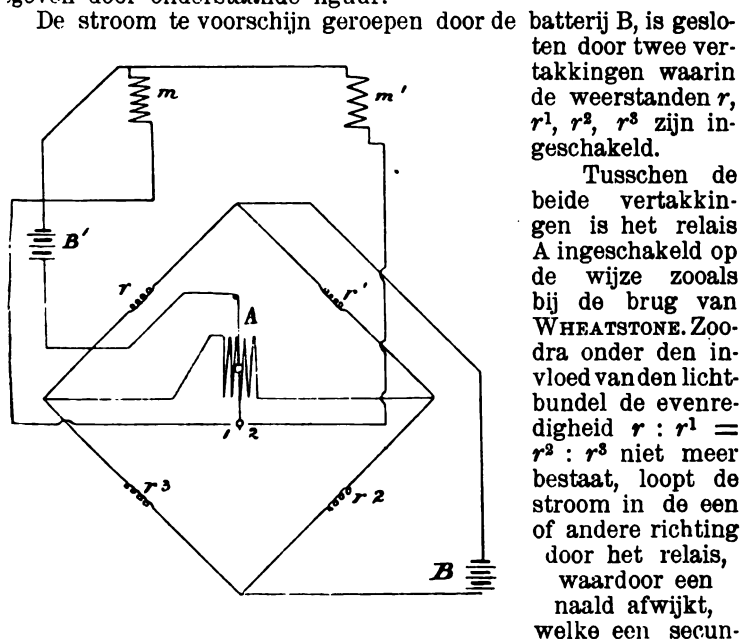 De stroom te voorschijn geroepen door de batterij B, is geslo-
ten door twee ver-
takkingen waarin
de weerstanden r,
r¹, r², r³ zijn in-
geschakeld.
Tusschen de
beide vertakkin-
gen is het relais
A ingeschakeld op
de wijze zooals
bij de brug van
WHEATSTONE. Zoo-
dra onder den in-
vloed van den licht-
bundel de evenre-
digheid r : r¹ =
r² : r³ niet meer
bestaat, loopt de
stroom in de een
of andere richting
door het relais,
waardoor een
naald afwijkt,
welke een secun-
m
m'
B'
r
r'
A
1 2
r3
r2
B